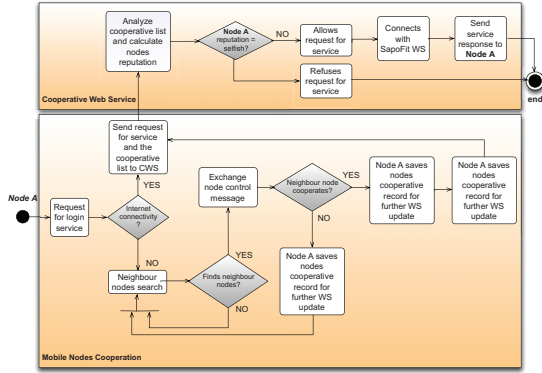 Analyze
cooperative list
and calculate
nodes
reputation
Node A
reputation =
selfish?
NO
YES
Allows
request for
service
Connects
with
SapoFit WS
Send
service
response to
Node A
Refuses
request for
service
end
Cooperative Web Service
Send request
for service
and the
cooperative
list to CWS
YES
Node A
Request
for login
service
Internet
connectivity
?
NO
Neighbour
nodes search
Finds neighbour
nodes?
YES
NO
Exchange
node control
message
Neighbour node
cooperates?
YES
NO
Node A saves
nodes
cooperative
record for
further WS
update
Node A saves
nodes
cooperative
record for
further WS
update
Node A saves
nodes
cooperative
record for
further WS
update
Mobile Nodes Cooperation